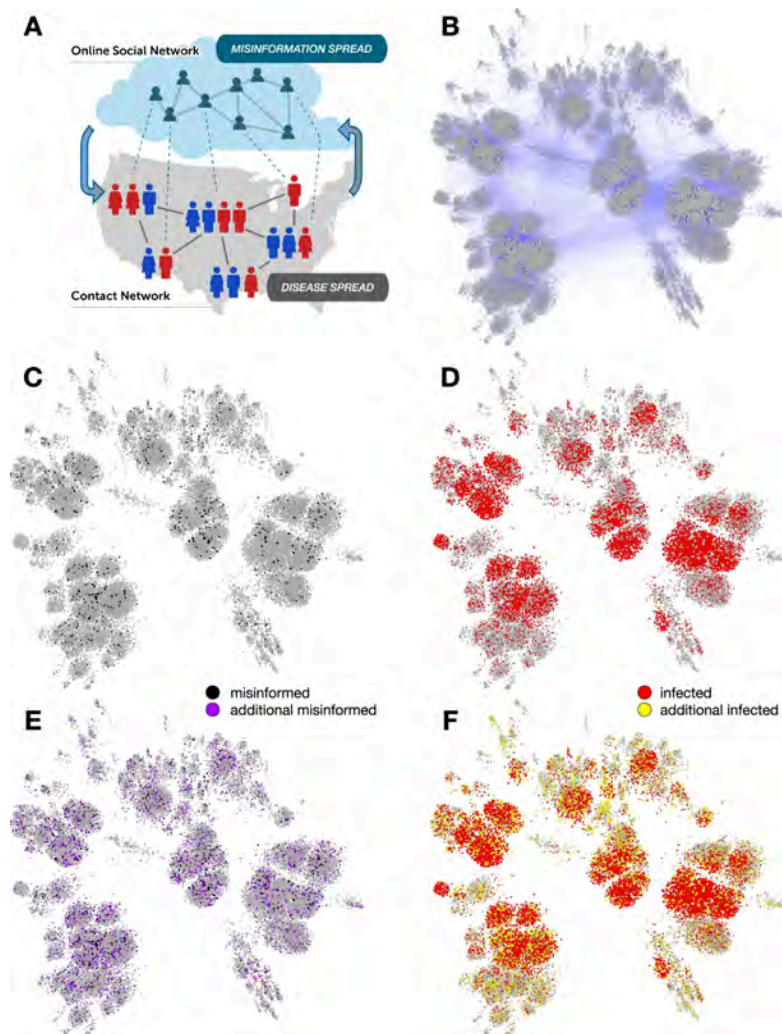 A
B
Online Social Network
MISINFORMATION SPREAD
Contact Network
DISEASE SPREAD
C
D
misinformed
additional misinformed
infected
additional infected
E
F